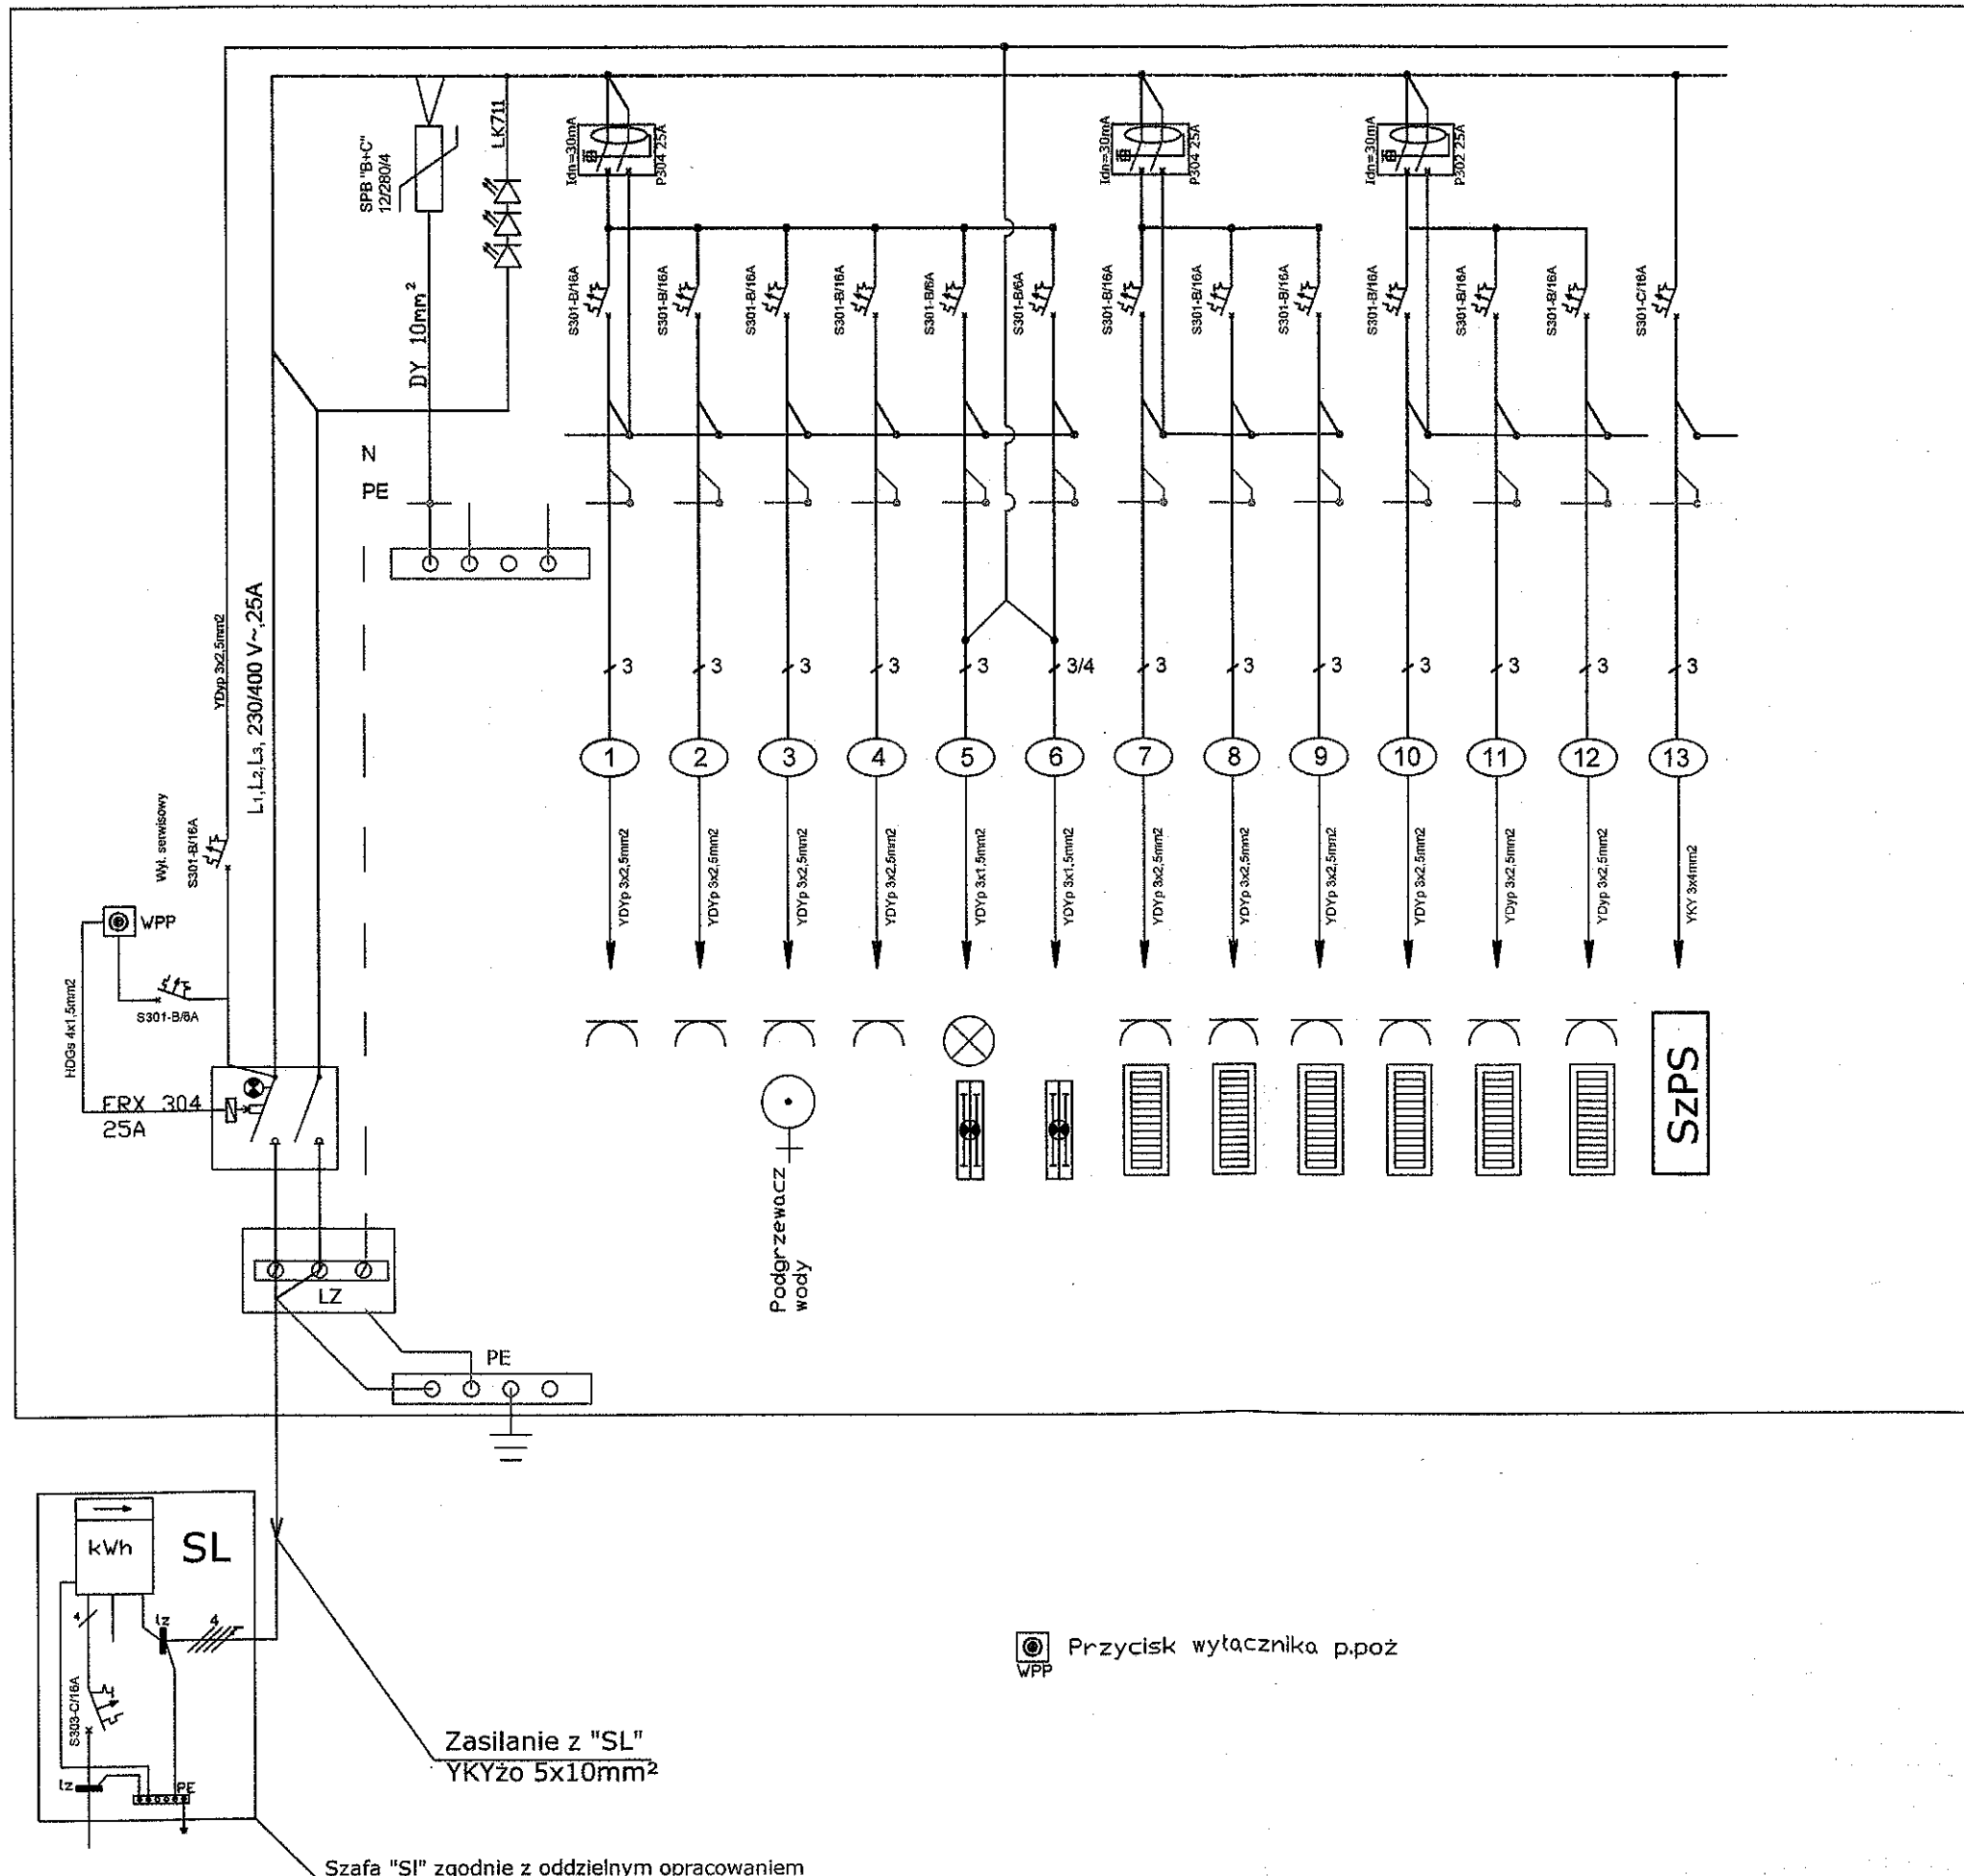 SPB "B+C"
12/280/4
LK711
Idn=30mA
P304 25A
Idn=30mA
P304 25A
Idn=30mA
P302 25A
S301-B/16A
S301-B/16A
S301-B/16A
S301-B/16A
S301-B/6A
S301-B/6A
S301-B/16A
S301-B/16A
S301-B/16A
S301-B/16A
S301-B/16A
S301-B/16A
S301-C/16A
DY 10mm²
N
PE
YDyp 3x2,5mm2
L1,L2,L3, 230/400 V~,25A
3
3
3
3
3
3/4
3
3
3
3
3
3
3
1
2
3
4
5
6
7
8
9
10
11
12
13
Wył. serwisowy
S301-B/16A
YDYp 3x2,5mm2
YDYp 3x2,5mm2
YDYp 3x2,5mm2
YDYp 3x2,5mm2
YDYp 3x1,5mm2
YDYp 3x1,5mm2
YDYp 3x2,5mm2
YDYp 3x2,5mm2
YDYp 3x2,5mm2
YDYp 3x2,5mm2
YDyp 3x2,5mm2
YDyp 3x2,5mm2
YKY 3x4mm2
WPP
S301-B/6A
HDGs 4x1,5mm2
FRX 304
25A
SzPS
Podgrzewacz
wody
LZ
PE
kWh
SL
4
lz
4
S303-C/16A
lz
PE
Zasilanie z "SL"
YKYżo 5x10mm²
WPP
Przycisk wyłącznika p.poż
Szafa "Sl" zgodnie z oddzielnym opracowaniem